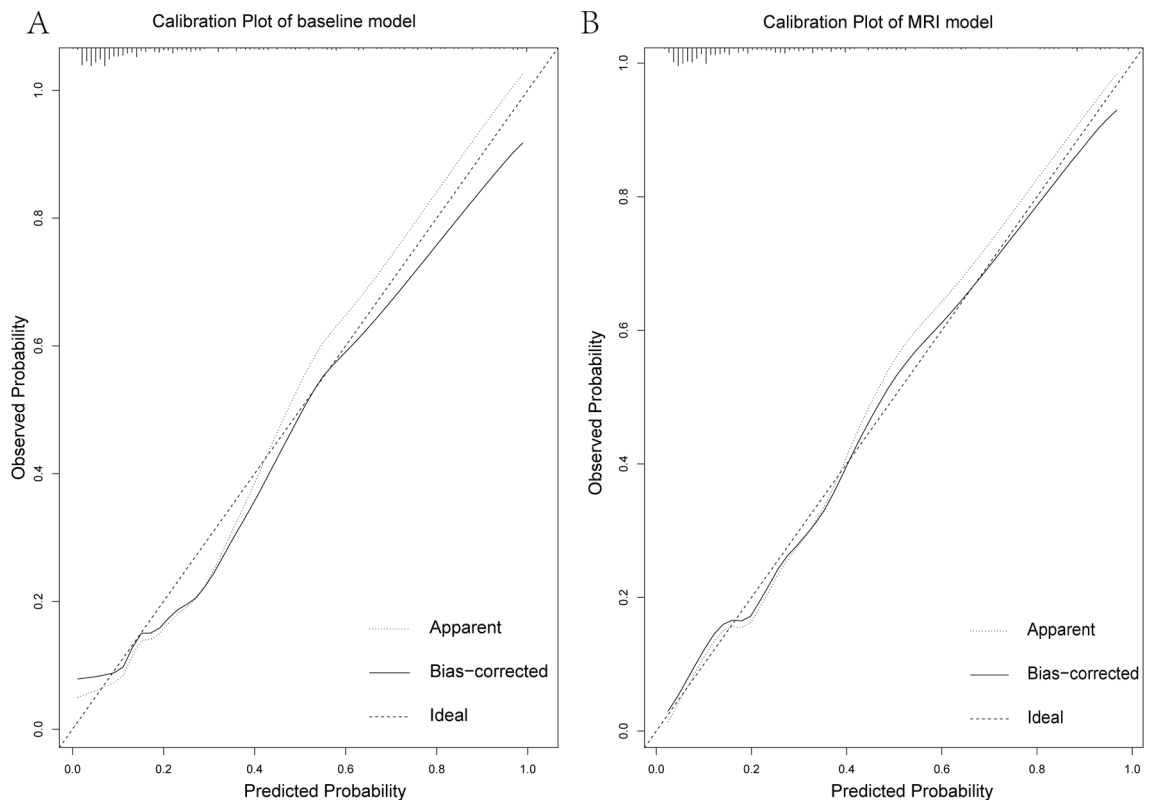 A
Calibration Plot of baseline model
1.0
0.8
0.6
0.4
0.2
0.0
Observed Probability
Apparent
Bias−corrected
Ideal
0.0 0.2 0.4 0.6 0.8 1.0
Predicted Probability
B
Calibration Plot of MRI model
1.0
0.8
0.6
0.4
0.2
0.0
Observed Probability
Apparent
Bias−corrected
Ideal
0.0 0.2 0.4 0.6 0.8 1.0
Predicted Probability